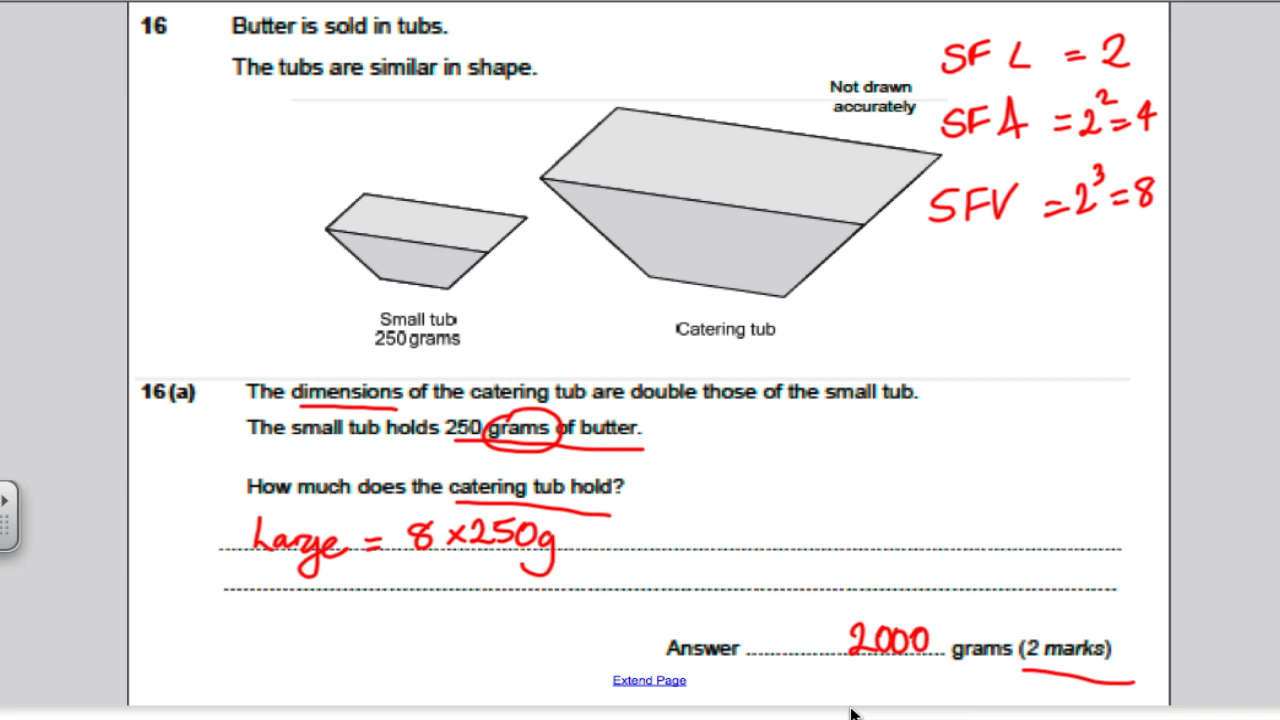 16 Butter is sold in tubs.
The tubs are similar in shape.
Not drawn
accurately
SF L = 2
SFA = 2² = 4
SFV = 2³ = 8
Small tub
250 grams
Catering tub
16 (a) The dimensions of the catering tub are double those of the small tub.
The small tub holds 250 grams of butter.
How much does the catering tub hold?
Large = 8 × 250g
Answer 2000 grams (2 marks)
Extend Page